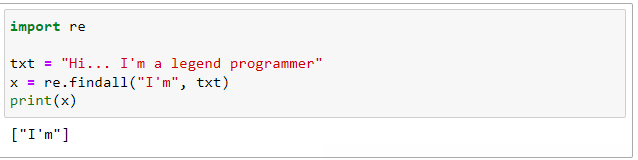 import re
txt = "Hi... I'm a legend programmer"
x = re.findall("I'm", txt)
print(x)
["I'm"]